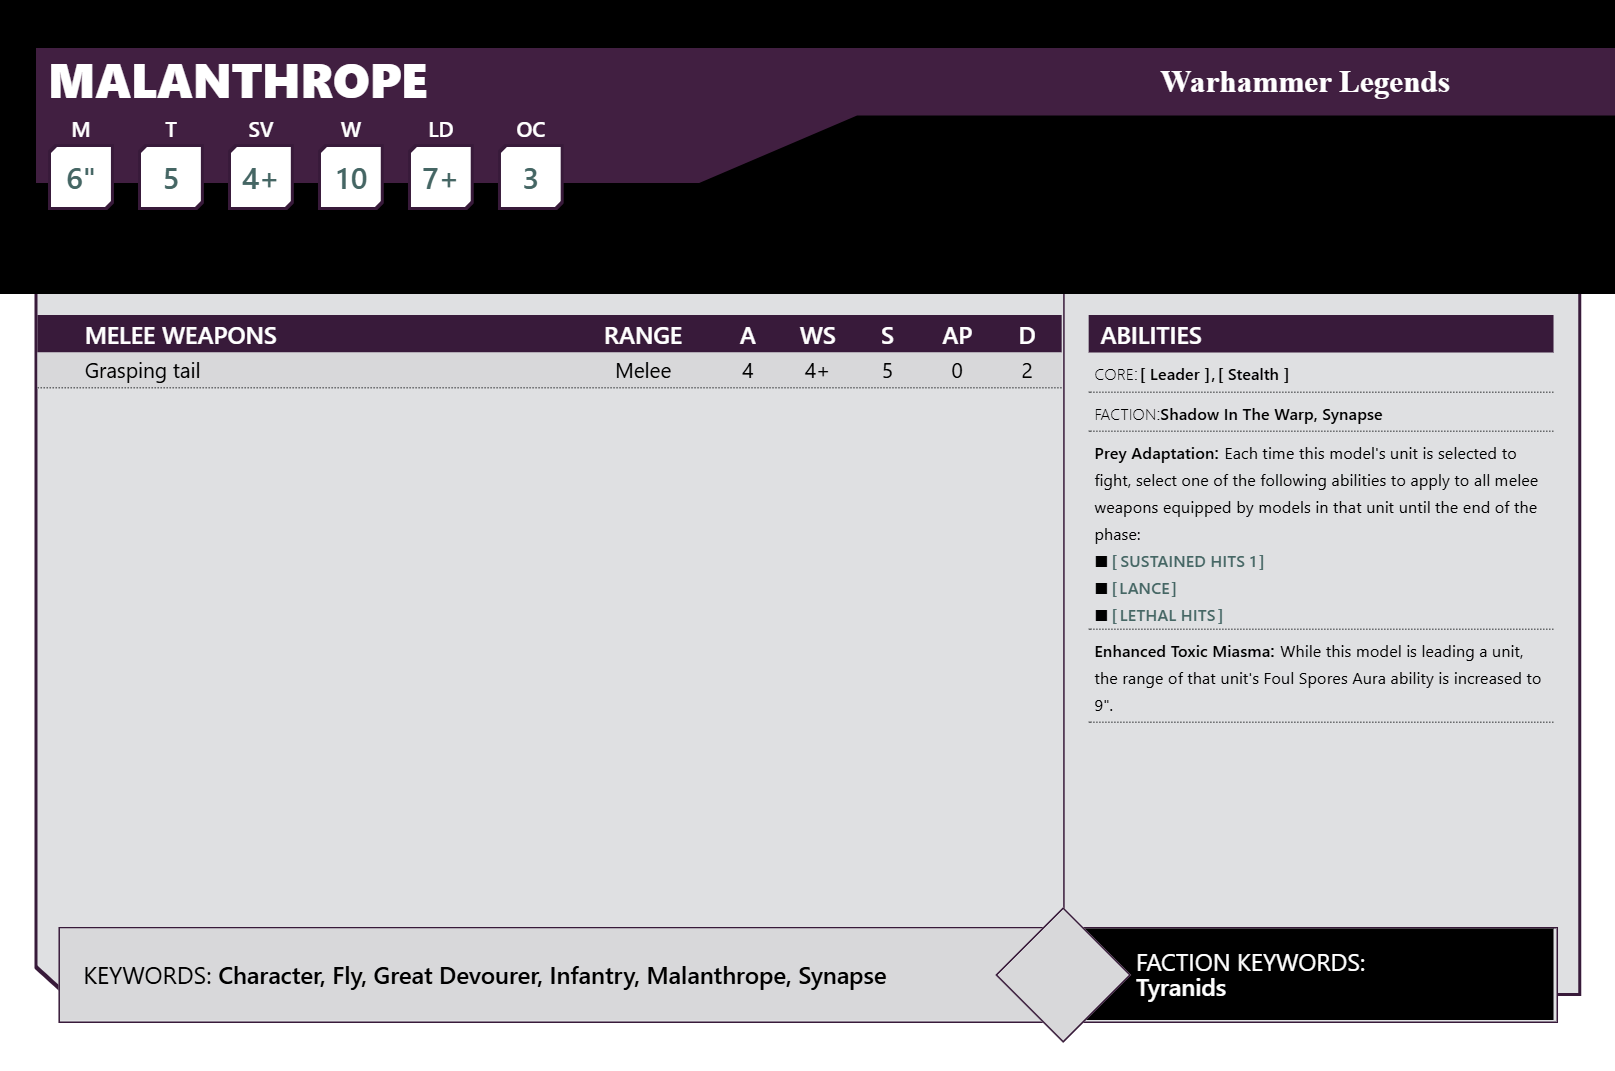 MALANTHROPE
Warhammer Legends
M T SV W LD OC
6" 5 4+ 10 7+ 3
MELEE WEAPONS RANGE A WS S AP D
Grasping tail Melee 4 4+ 5 0 2
ABILITIES
CORE: [ Leader ], [ Stealth ]
FACTION:Shadow In The Warp, Synapse
Prey Adaptation: Each time this model's unit is selected to
fight, select one of the following abilities to apply to all melee
weapons equipped by models in that unit until the end of the
phase:
■ [ SUSTAINED HITS 1]
■ [LANCE]
■ [LETHAL HITS]
Enhanced Toxic Miasma: While this model is leading a unit,
the range of that unit's Foul Spores Aura ability is increased to
9".
KEYWORDS: Character, Fly, Great Devourer, Infantry, Malanthrope, Synapse
FACTION KEYWORDS:
Tyranids